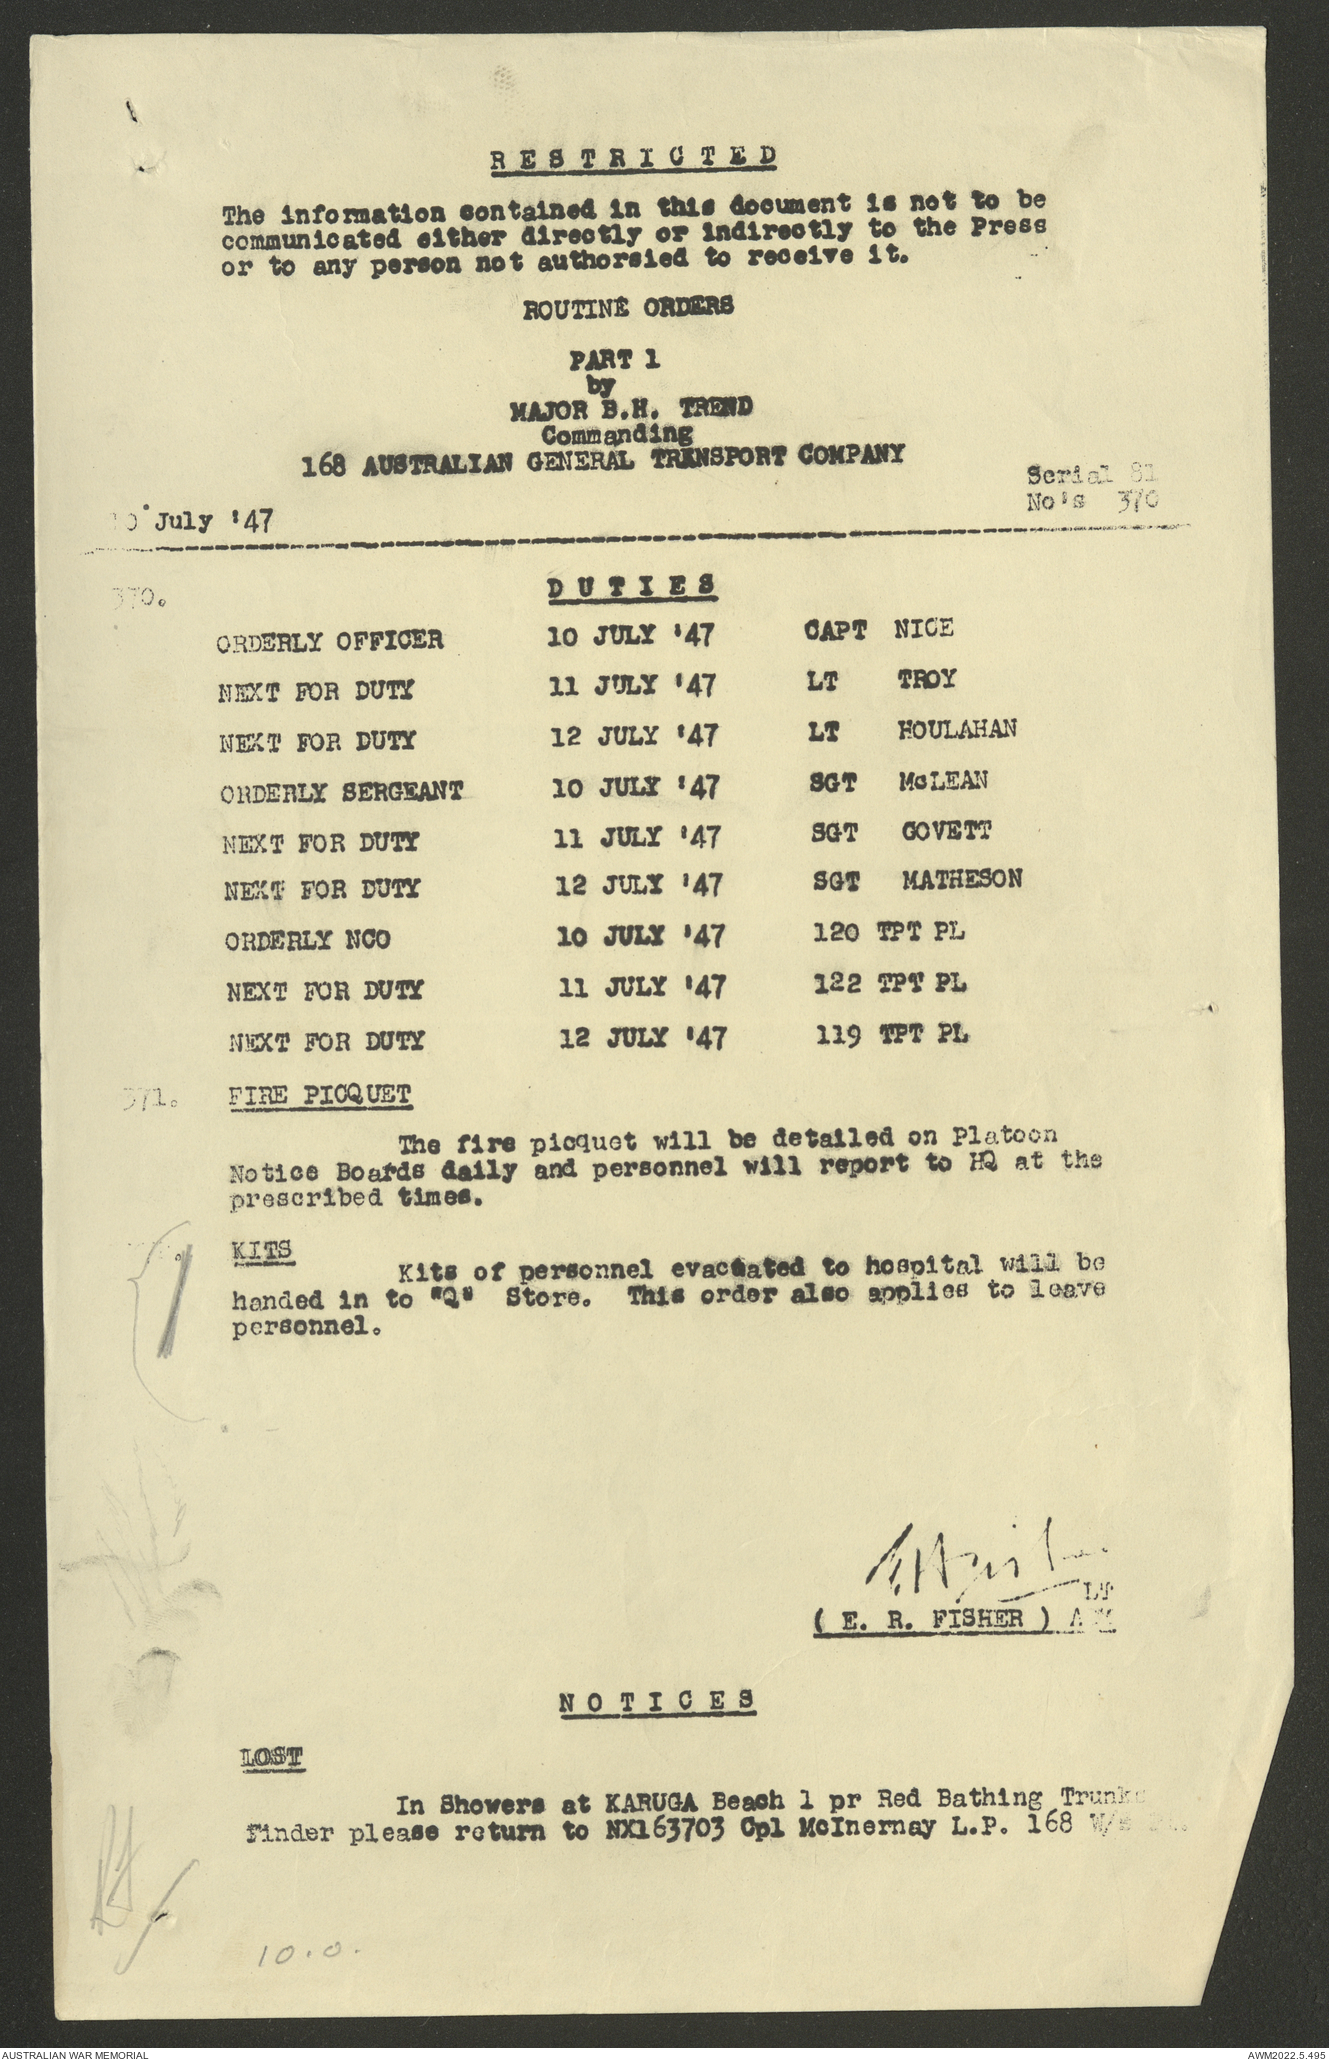 R E S T R I C T E D
The information contained in this document is not to be
communicated either directly or indirectly to the Press
or to any person not authorsied to receive it.
ROUTINE ORDERS
PART 1
by
MAJOR B.H. TREND
Commanding
168 AUSTRALIAN GENERAL TRANSPORT COMPANY
Serial 81
No's 370
10 July '47
370. D U T I E S
ORDERLY OFFICER 10 JULY '47 CAPT NICE
NEXT FOR DUTY 11 JULY '47 LT TROY
NEXT FOR DUTY 12 JULY '47 LT HOULAHAN
ORDERLY SERGEANT 10 JULY '47 SGT McLEAN
NEXT FOR DUTY 11 JULY '47 SGT GOVETT
NEXT FOR DUTY 12 JULY '47 SGT MATHESON
ORDERLY NCO 10 JULY '47 120 TPT PL
NEXT FOR DUTY 11 JULY '47 122 TPT PL
NEXT FOR DUTY 12 JULY '47 119 TPT PL
371. FIRE PICQUET
The fire picquet will be detailed on Platoon
Notice Boards daily and personnel will report to HQ at the
prescribed times.
KITS
Kits of personnel evacuated to hospital will be
handed in to "Q" Store. This order also applies to leave
personnel.
LT
( E. R. FISHER )
N O T I C E S
LOST
In Showers at KARUGA Beach 1 pr Red Bathing Trunks
Finder please return to NX163703 Cpl McInernay L.P. 168
10.0.
AUSTRALIAN WAR MEMORIAL AWM2022.5.495